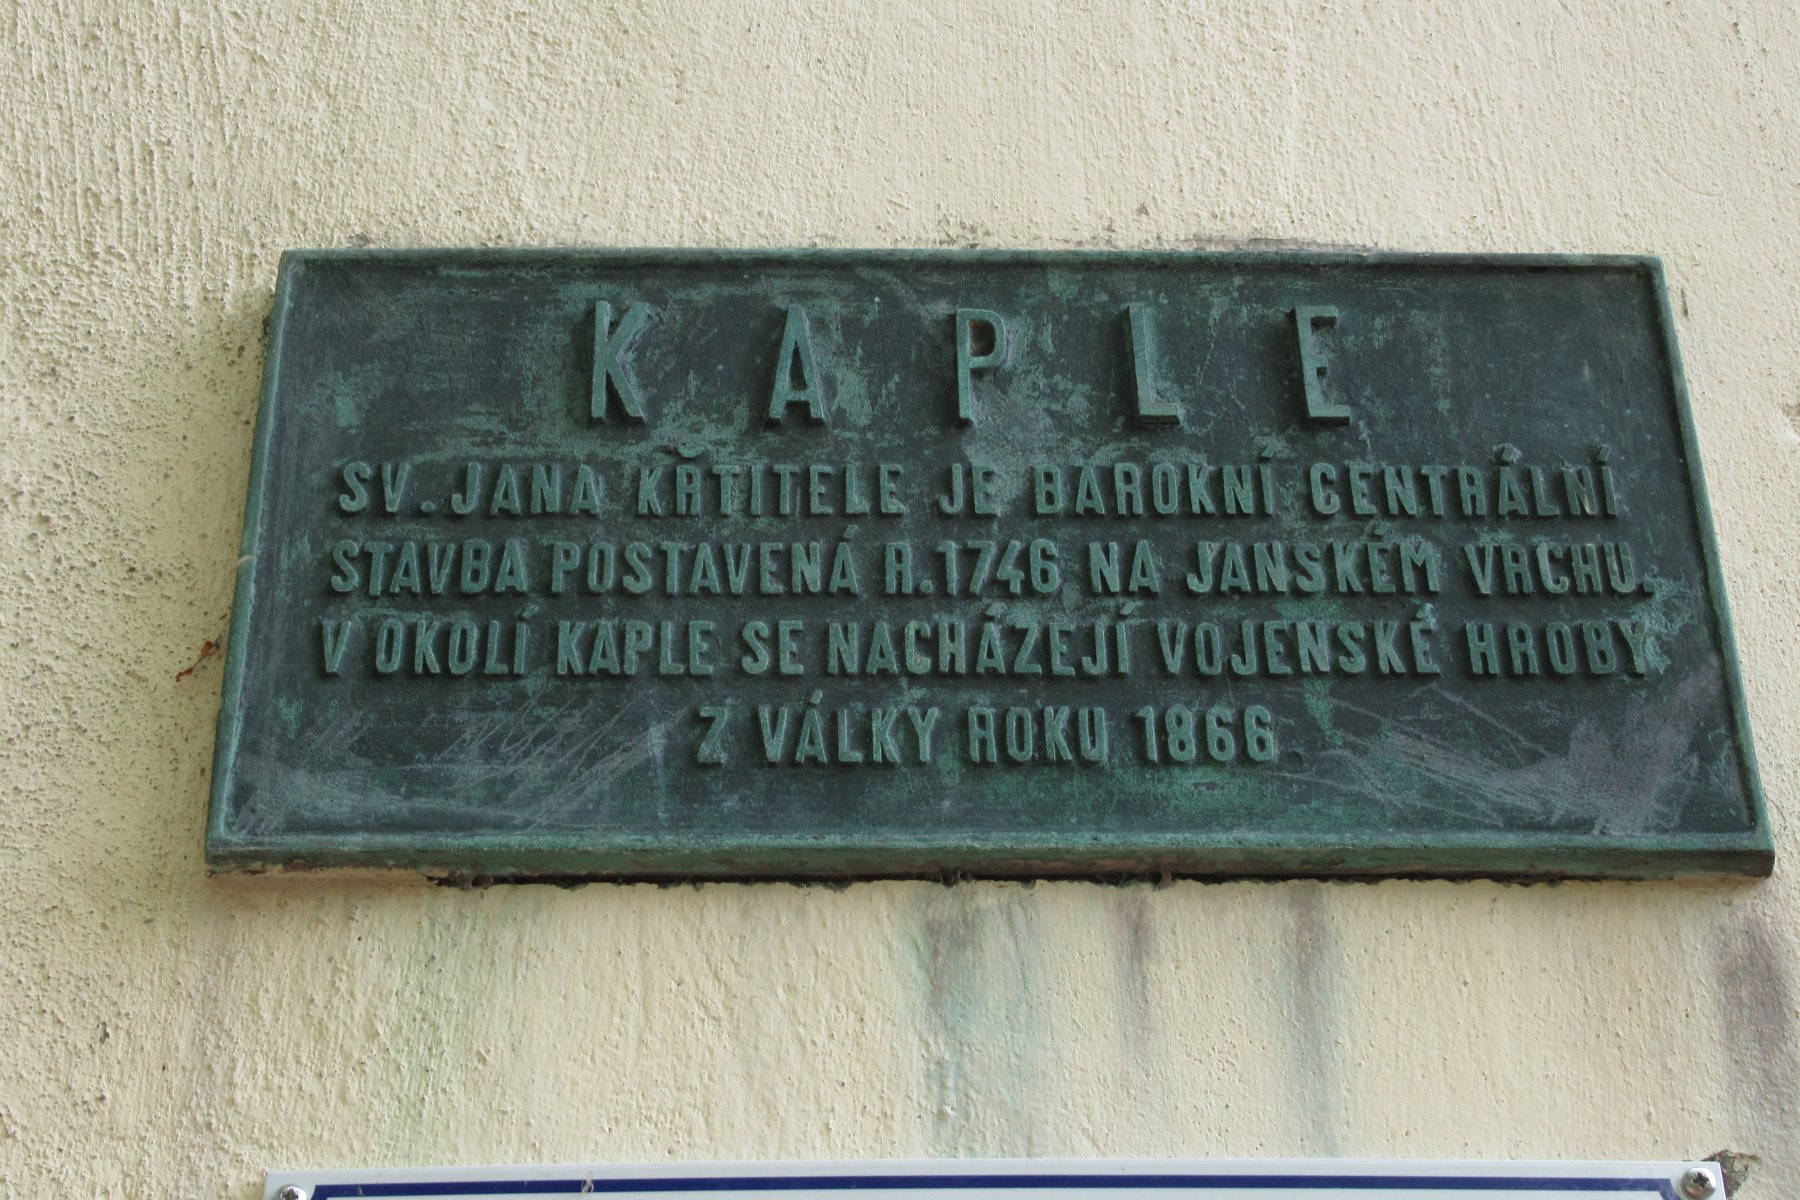 KAPLE
SV. JANA KŘTITELE JE BAROKNÍ CENTRÁLNÍ
STAVBA POSTAVENÁ R. 1746 NA JANSKÉM VRCHU.
V OKOLÍ KAPLE SE NACHÁZEJÍ VOJENSKÉ HROBY
Z VÁLKY ROKU 1866